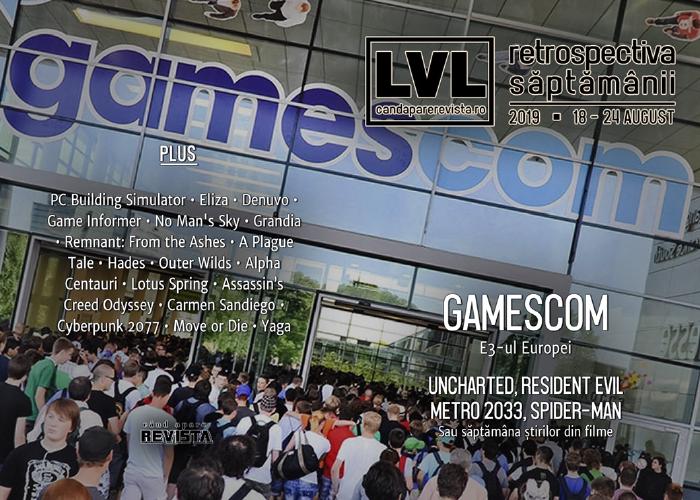 gamescom
LVL
candaparerevista.ro
retrospectiva
săptămânii
2019 ▪ 18 - 24 AUGUST
PLUS
PC Building Simulator • Eliza • Denuvo •
Game Informer • No Man's Sky • Grandia
• Remnant: From the Ashes • A Plague
Tale • Hades • Outer Wilds • Alpha
Centauri • Lotus Spring • Assassin's
Creed Odyssey • Carmen Sandiego •
Cyberpunk 2077 • Move or Die • Yaga
GAMESCOM
E3-ul Europei
UNCHARTED, RESIDENT EVIL
METRO 2033, SPIDER-MAN
Sau săptămâna știrilor din filme
când apare
REVISTA